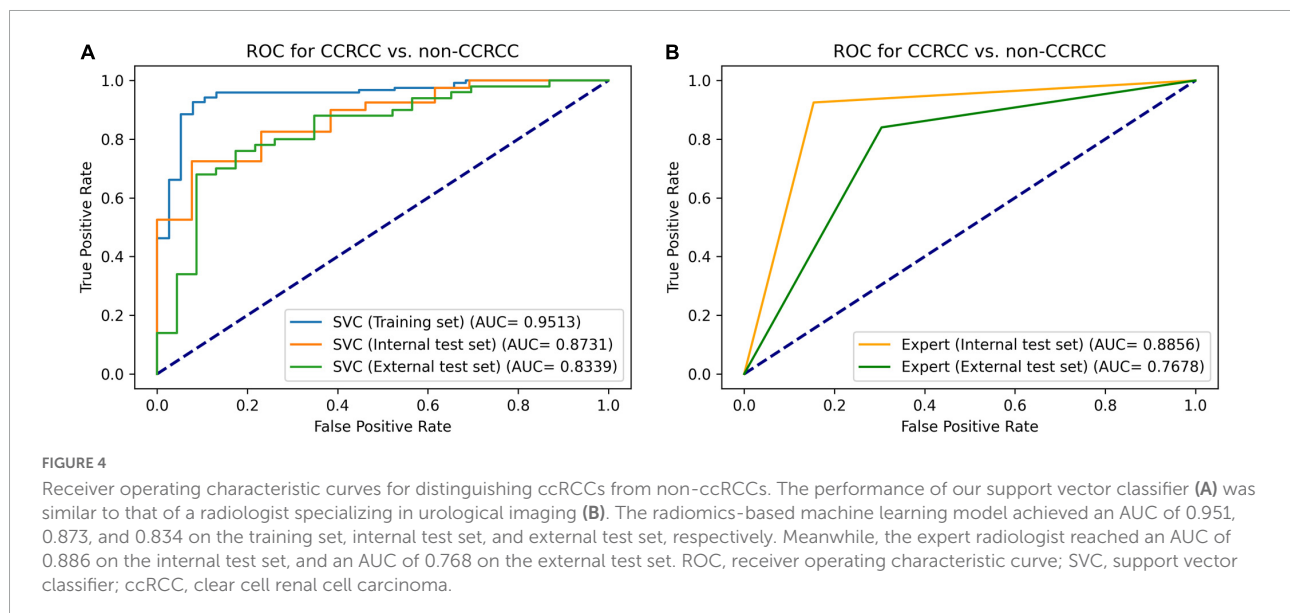 A
ROC for CCRCC vs. non-CCRCC
True Positive Rate
1.0
0.8
0.6
0.4
0.2
0.0
SVC (Training set) (AUC= 0.9513)
SVC (Internal test set) (AUC= 0.8731)
SVC (External test set) (AUC= 0.8339)
0.0 0.2 0.4 0.6 0.8 1.0
False Positive Rate
B
ROC for CCRCC vs. non-CCRCC
True Positive Rate
1.0
0.8
0.6
0.4
0.2
0.0
Expert (Internal test set) (AUC= 0.8856)
Expert (External test set) (AUC= 0.7678)
0.0 0.2 0.4 0.6 0.8 1.0
False Positive Rate
FIGURE 4
Receiver operating characteristic curves for distinguishing ccRCCs from non-ccRCCs. The performance of our support vector classifier (A) was
similar to that of a radiologist specializing in urological imaging (B). The radiomics-based machine learning model achieved an AUC of 0.951,
0.873, and 0.834 on the training set, internal test set, and external test set, respectively. Meanwhile, the expert radiologist reached an AUC of
0.886 on the internal test set, and an AUC of 0.768 on the external test set. ROC, receiver operating characteristic curve; SVC, support vector
classifier; ccRCC, clear cell renal cell carcinoma.